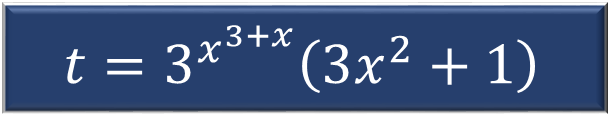 $t = 3^{x^{3+x}}(3x^2 + 1)$